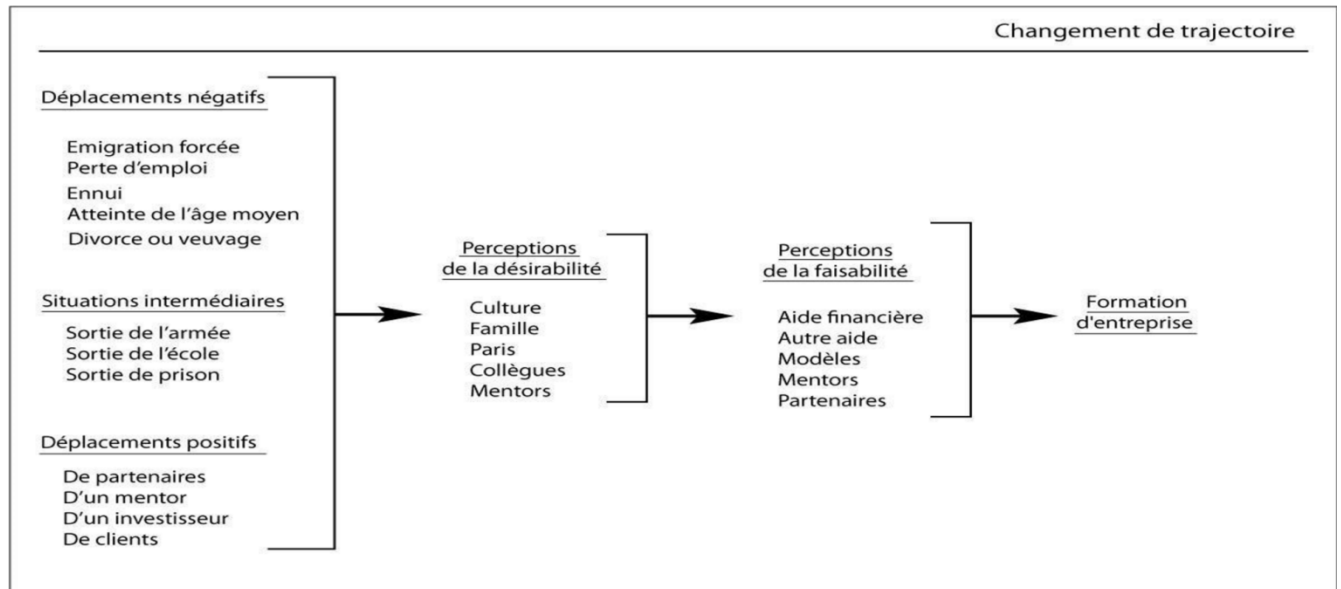 Changement de trajectoire
Déplacements négatifs
Emigration forcée
Perte d'emploi
Ennui
Atteinte de l'âge moyen
Divorce ou veuvage
Situations intermédiaires
Sortie de l'armée
Sortie de l'école
Sortie de prison
Déplacements positifs
De partenaires
D'un mentor
D'un investisseur
De clients
Perceptions
de la désirabilité
Culture
Famille
Paris
Collègues
Mentors
Perceptions
de la faisabilité
Aide financière
Autre aide
Modèles
Mentors
Partenaires
Formation
d'entreprise